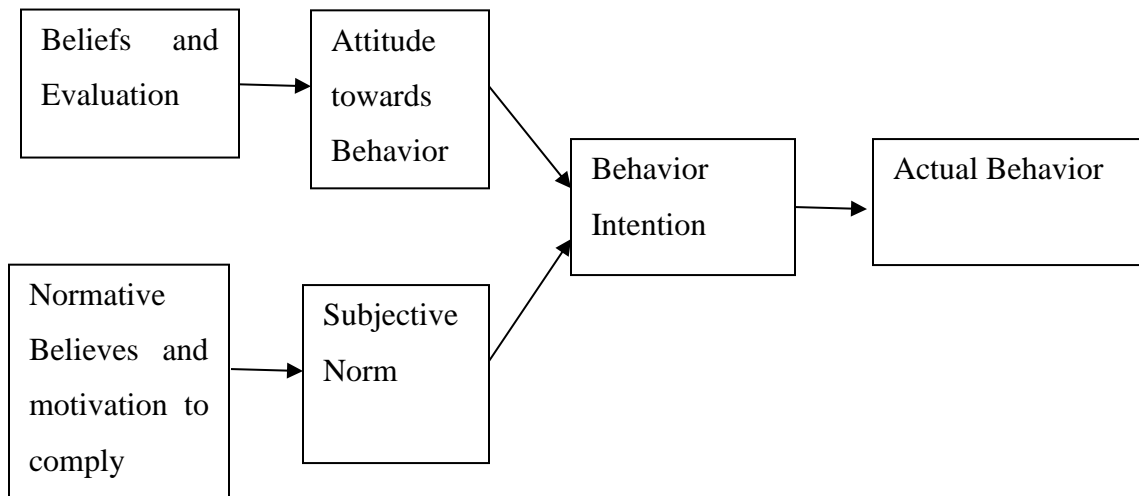 Beliefs and
Evaluation
Attitude
towards
Behavior
Behavior
Intention
Actual Behavior
Normative
Believes and
motivation to
comply
Subjective
Norm